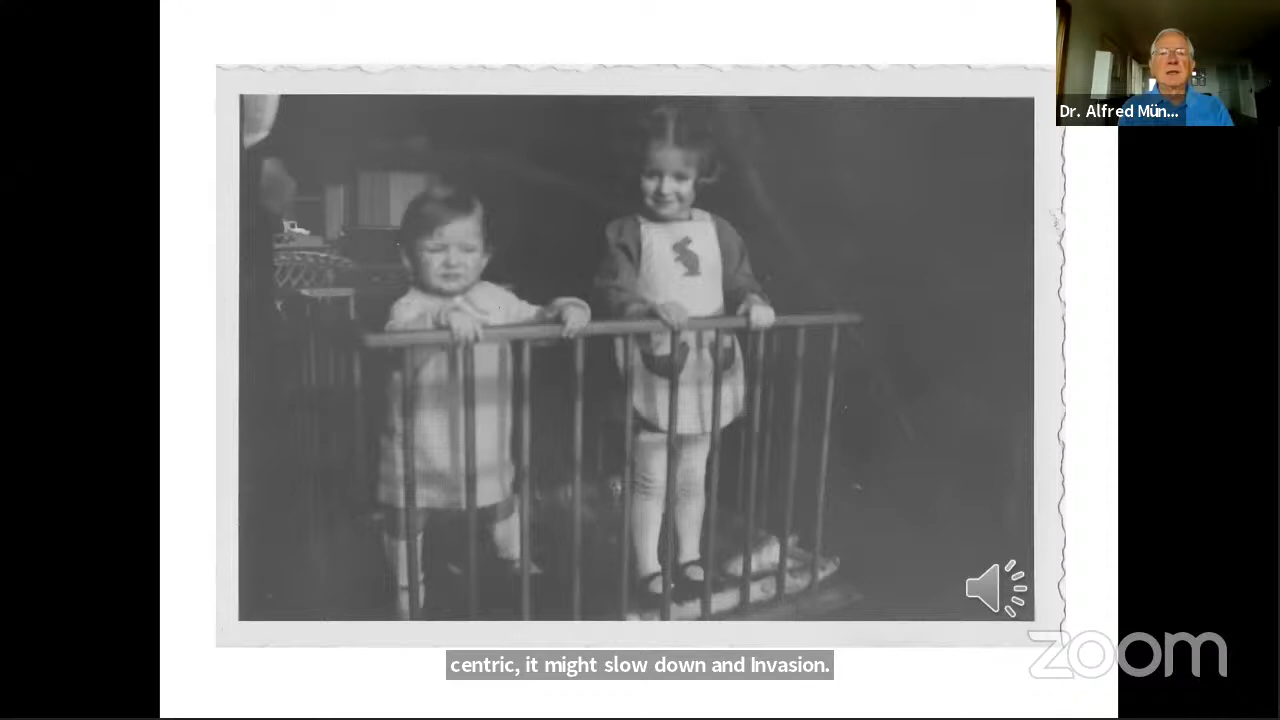 Dr. Alfred Mün...
centric, it might slow down and Invasion.
zoom